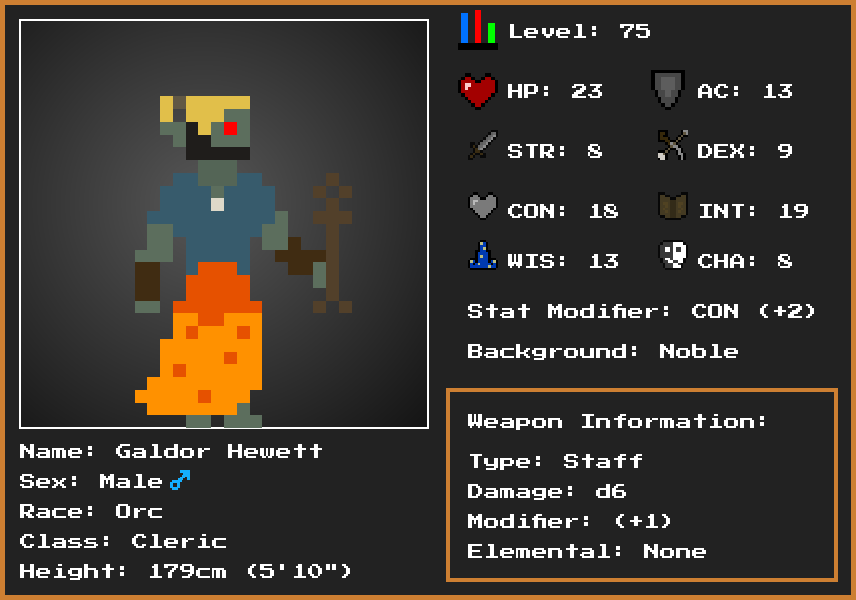 Level: 75
HP: 23
AC: 13
STR: 8
DEX: 9
CON: 18
INT: 19
WIS: 13
CHA: 8
Stat Modifier: CON (+2)
Background: Noble
Weapon Information:
Type: Staff
Damage: d6
Modifier: (+1)
Elemental: None
Name: Galdor Hewett
Sex: Male♂
Race: Orc
Class: Cleric
Height: 179cm (5'10")